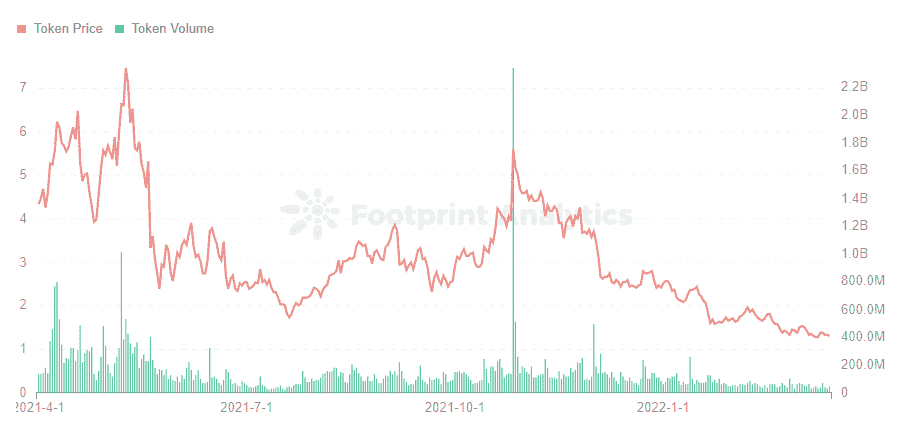 Token Price Token Volume
7 2.2B
6 2.0B
1.8B
5 1.6B
1.4B
4 1.2B
Footprint Analytics
3 1.0B
800.0M
2 600.0M
400.0M
1 200.0M
0 0
2021-4-1 2021-7-1 2021-10-1 2022-1-1